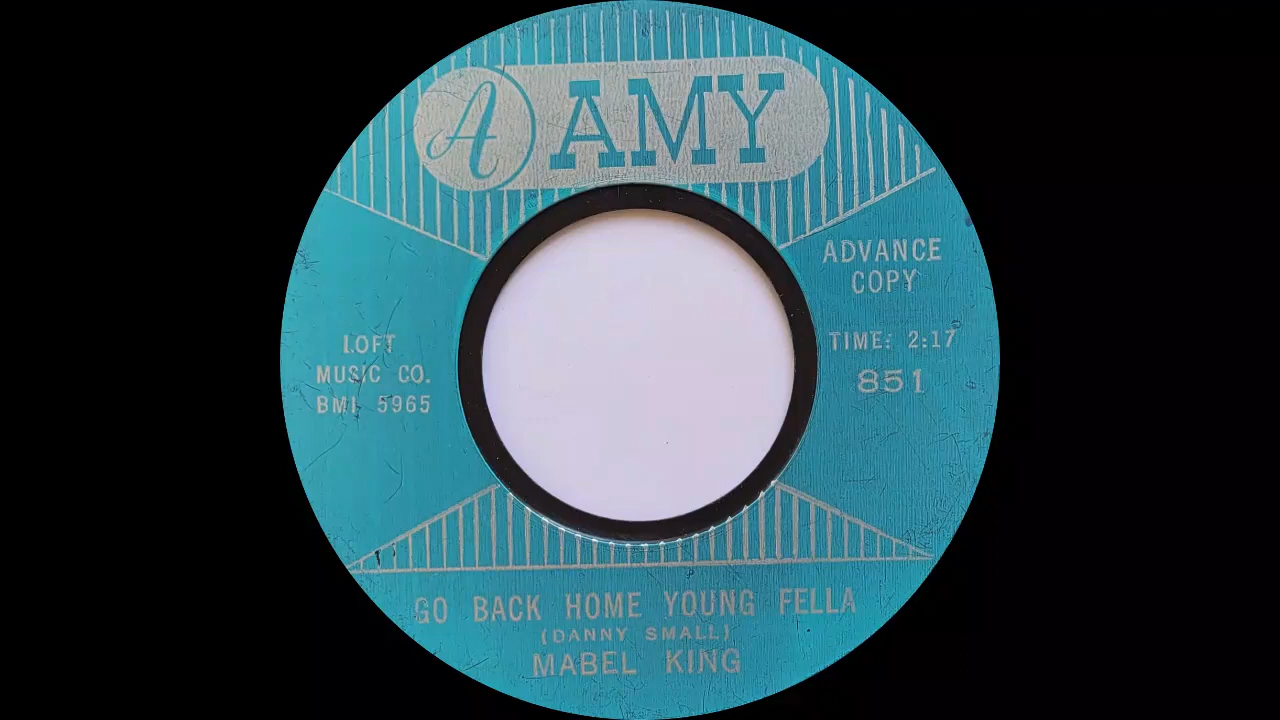 A AMY
ADVANCE
COPY
LOFT
MUSIC CO.
BMI 5965
TIME: 2:17
851
GO BACK HOME YOUNG FELLA
(DANNY SMALL)
MABEL KING